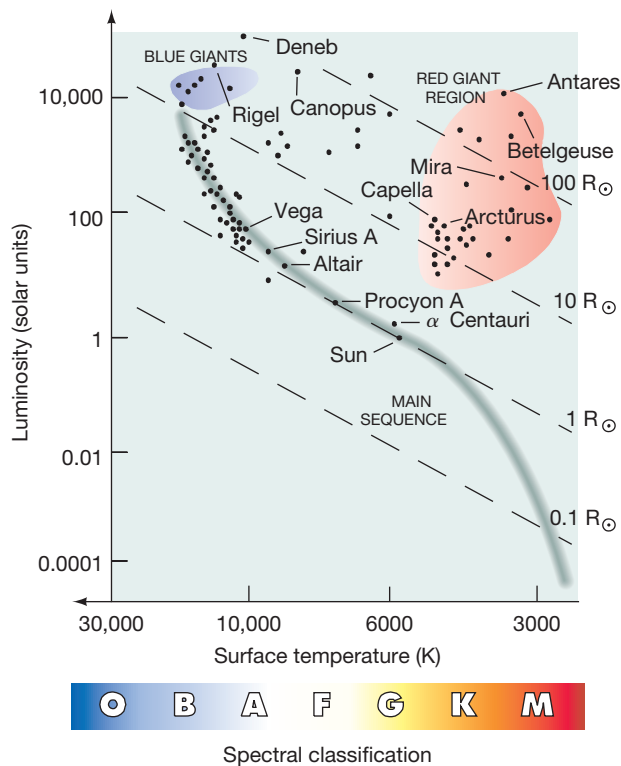 Deneb
BLUE GIANTS
RED GIANT
REGION
Antares
10,000
Rigel
Canopus
Betelgeuse
Mira
100 R⊙
Capella
100
Vega
Arcturus
Sirius A
Altair
Procyon A
10 R⊙
α Centauri
1
Sun
Luminosity (solar units)
MAIN
SEQUENCE
1 R⊙
0.01
0.1 R⊙
0.0001
30,000 10,000 6000 3000
Surface temperature (K)
O B A F G K M
Spectral classification